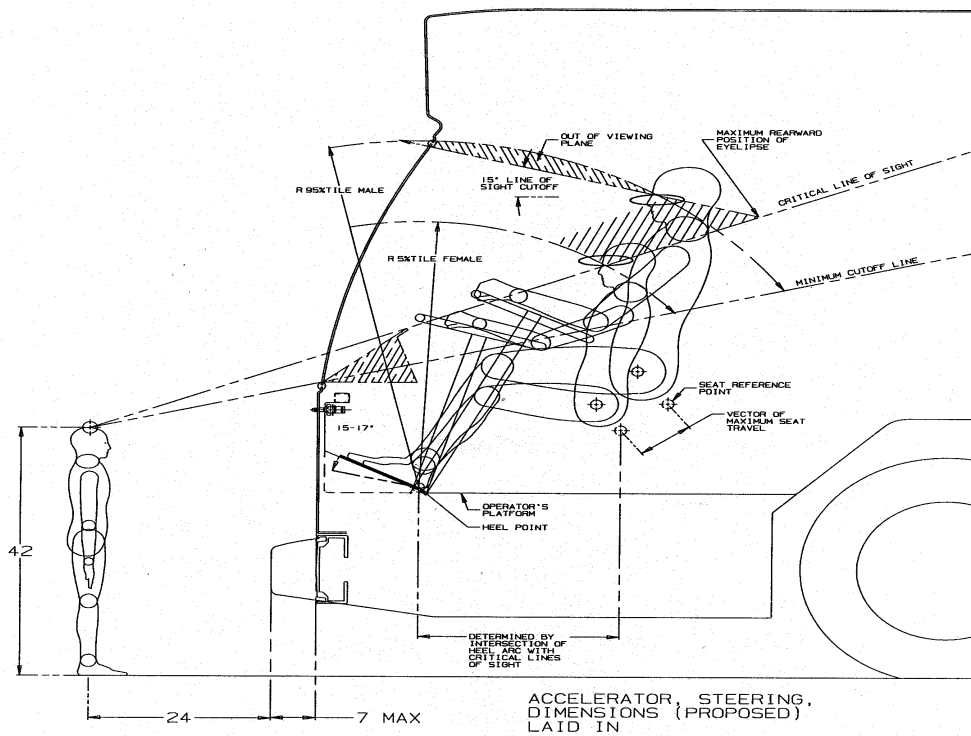 OUT OF VIEWING
PLANE
MAXIMUM REARWARD
POSITION OF
EYELIPSE
15° LINE OF
SIGHT CUTOFF
CRITICAL LINE OF SIGHT
R 95%TILE MALE
R 5%TILE FEMALE
MINIMUM CUTOFF LINE
SEAT REFERENCE
POINT
VECTOR OF
MAXIMUM SEAT
TRAVEL
15-17°
OPERATOR'S
PLATFORM
HEEL POINT
42
DETERMINED BY
INTERSECTION OF
HEEL ARC WITH
CRITICAL LINES
OF SIGHT
24
7 MAX
ACCELERATOR, STEERING,
DIMENSIONS (PROPOSED)
LAID IN